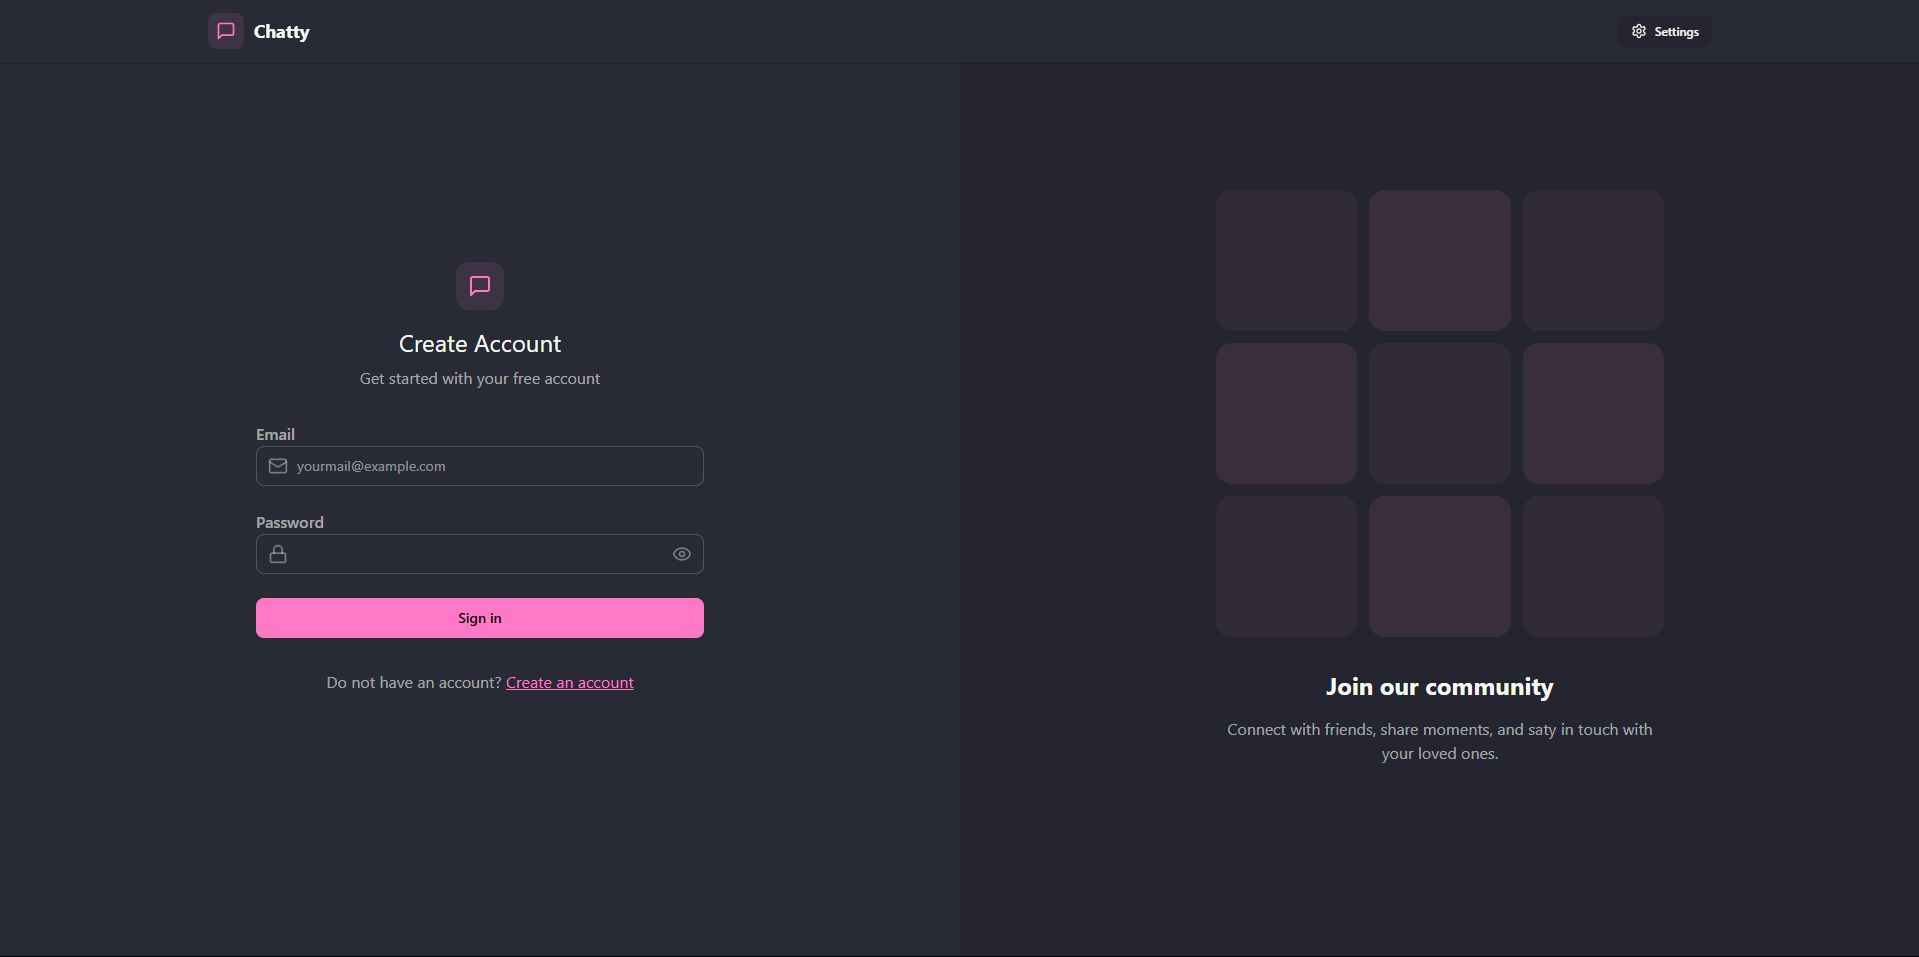 Chatty
Settings
Create Account
Get started with your free account
Email
yourmail@example.com
Password
Sign in
Do not have an account? Create an account
Join our community
Connect with friends, share moments, and saty in touch with
your loved ones.